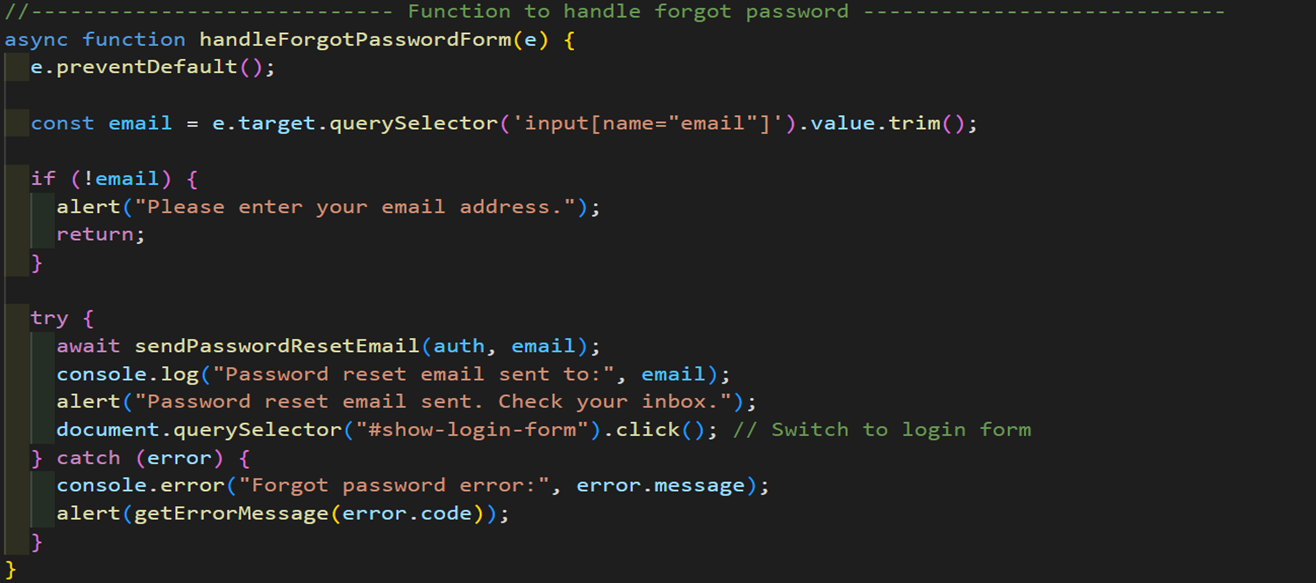 //---------------------------- Function to handle forgot password ----------------------------
async function handleForgotPasswordForm(e) {
  e.preventDefault();

  const email = e.target.querySelector('input[name="email"]').value.trim();

  if (!email) {
    alert("Please enter your email address.");
    return;
  }

  try {
    await sendPasswordResetEmail(auth, email);
    console.log("Password reset email sent to:", email);
    alert("Password reset email sent. Check your inbox.");
    document.querySelector("#show-login-form").click(); // Switch to login form
  } catch (error) {
    console.error("Forgot password error:", error.message);
    alert(getErrorMessage(error.code));
  }
}